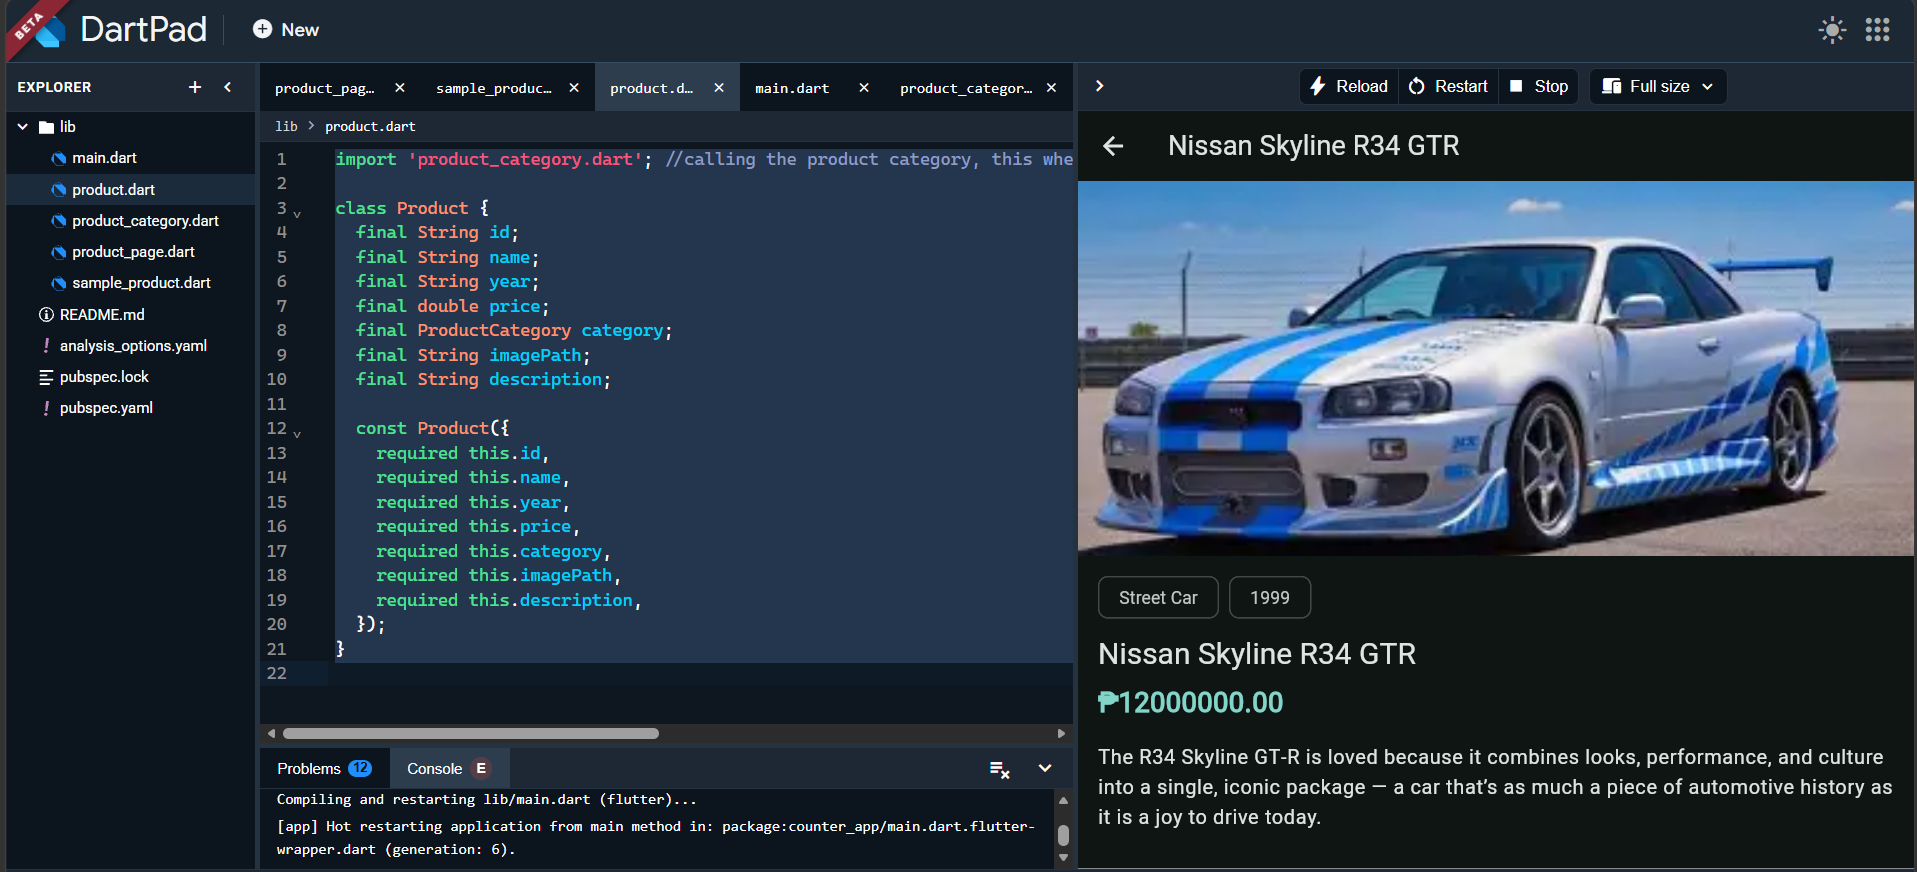 BETA
DartPad
New
EXPLORER
lib
main.dart
product.dart
product_category.dart
product_page.dart
sample_product.dart
README.md
analysis_options.yaml
pubspec.lock
pubspec.yaml
product_pag...
sample_produc...
product.d...
main.dart
product_categor...
lib > product.dart
1 import 'product_category.dart'; //calling the product category, this whe
2
3 class Product {
4 final String id;
5 final String name;
6 final String year;
7 final double price;
8 final ProductCategory category;
9 final String imagePath;
10 final String description;
11
12 const Product({
13 required this.id,
14 required this.name,
15 required this.year,
16 required this.price,
17 required this.category,
18 required this.imagePath,
19 required this.description,
20 });
21 }
22
Problems 12
Console E
Compiling and restarting lib/main.dart (flutter)...
[app] Hot restarting application from main method in: package:counter_app/main.dart.flutter-
wrapper.dart (generation: 6).
Reload
Restart
Stop
Full size
Nissan Skyline R34 GTR
Street Car
1999
Nissan Skyline R34 GTR
₱12000000.00
The R34 Skyline GT-R is loved because it combines looks, performance, and culture
into a single, iconic package — a car that's as much a piece of automotive history as
it is a joy to drive today.